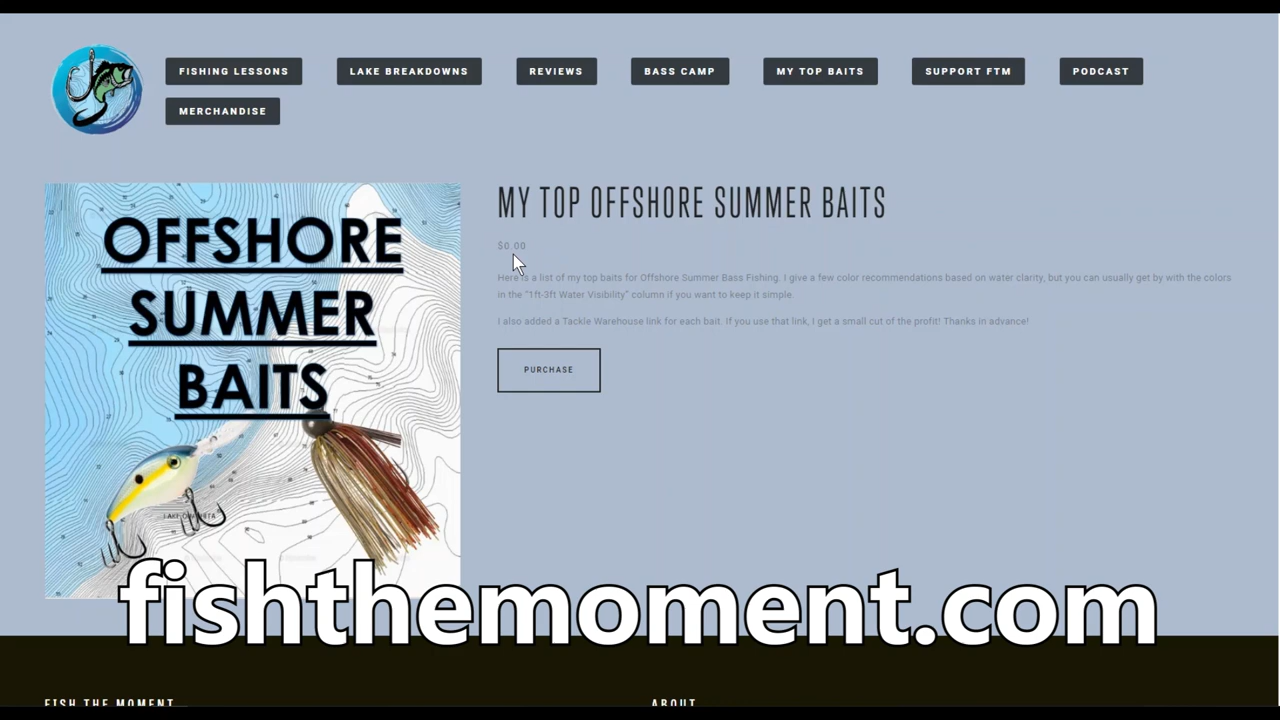 FISHING LESSONS
LAKE BREAKDOWNS
REVIEWS
BASS CAMP
MY TOP BAITS
SUPPORT FTM
PODCAST
MERCHANDISE
OFFSHORE
SUMMER
BAITS
MY TOP OFFSHORE SUMMER BAITS
$0.00
Here is a list of my top baits for Offshore Summer Bass Fishing. I give a few color recommendations based on water clarity, but you can usually get by with the colors
in the "1ft-3ft Water Visibility" column if you want to keep it simple.
I also added a Tackle Warehouse link for each bait. If you use that link, I get a small cut of the profit! Thanks in advance!
PURCHASE
fishthemoment.com
FISH THE MOMENT
ABOUT